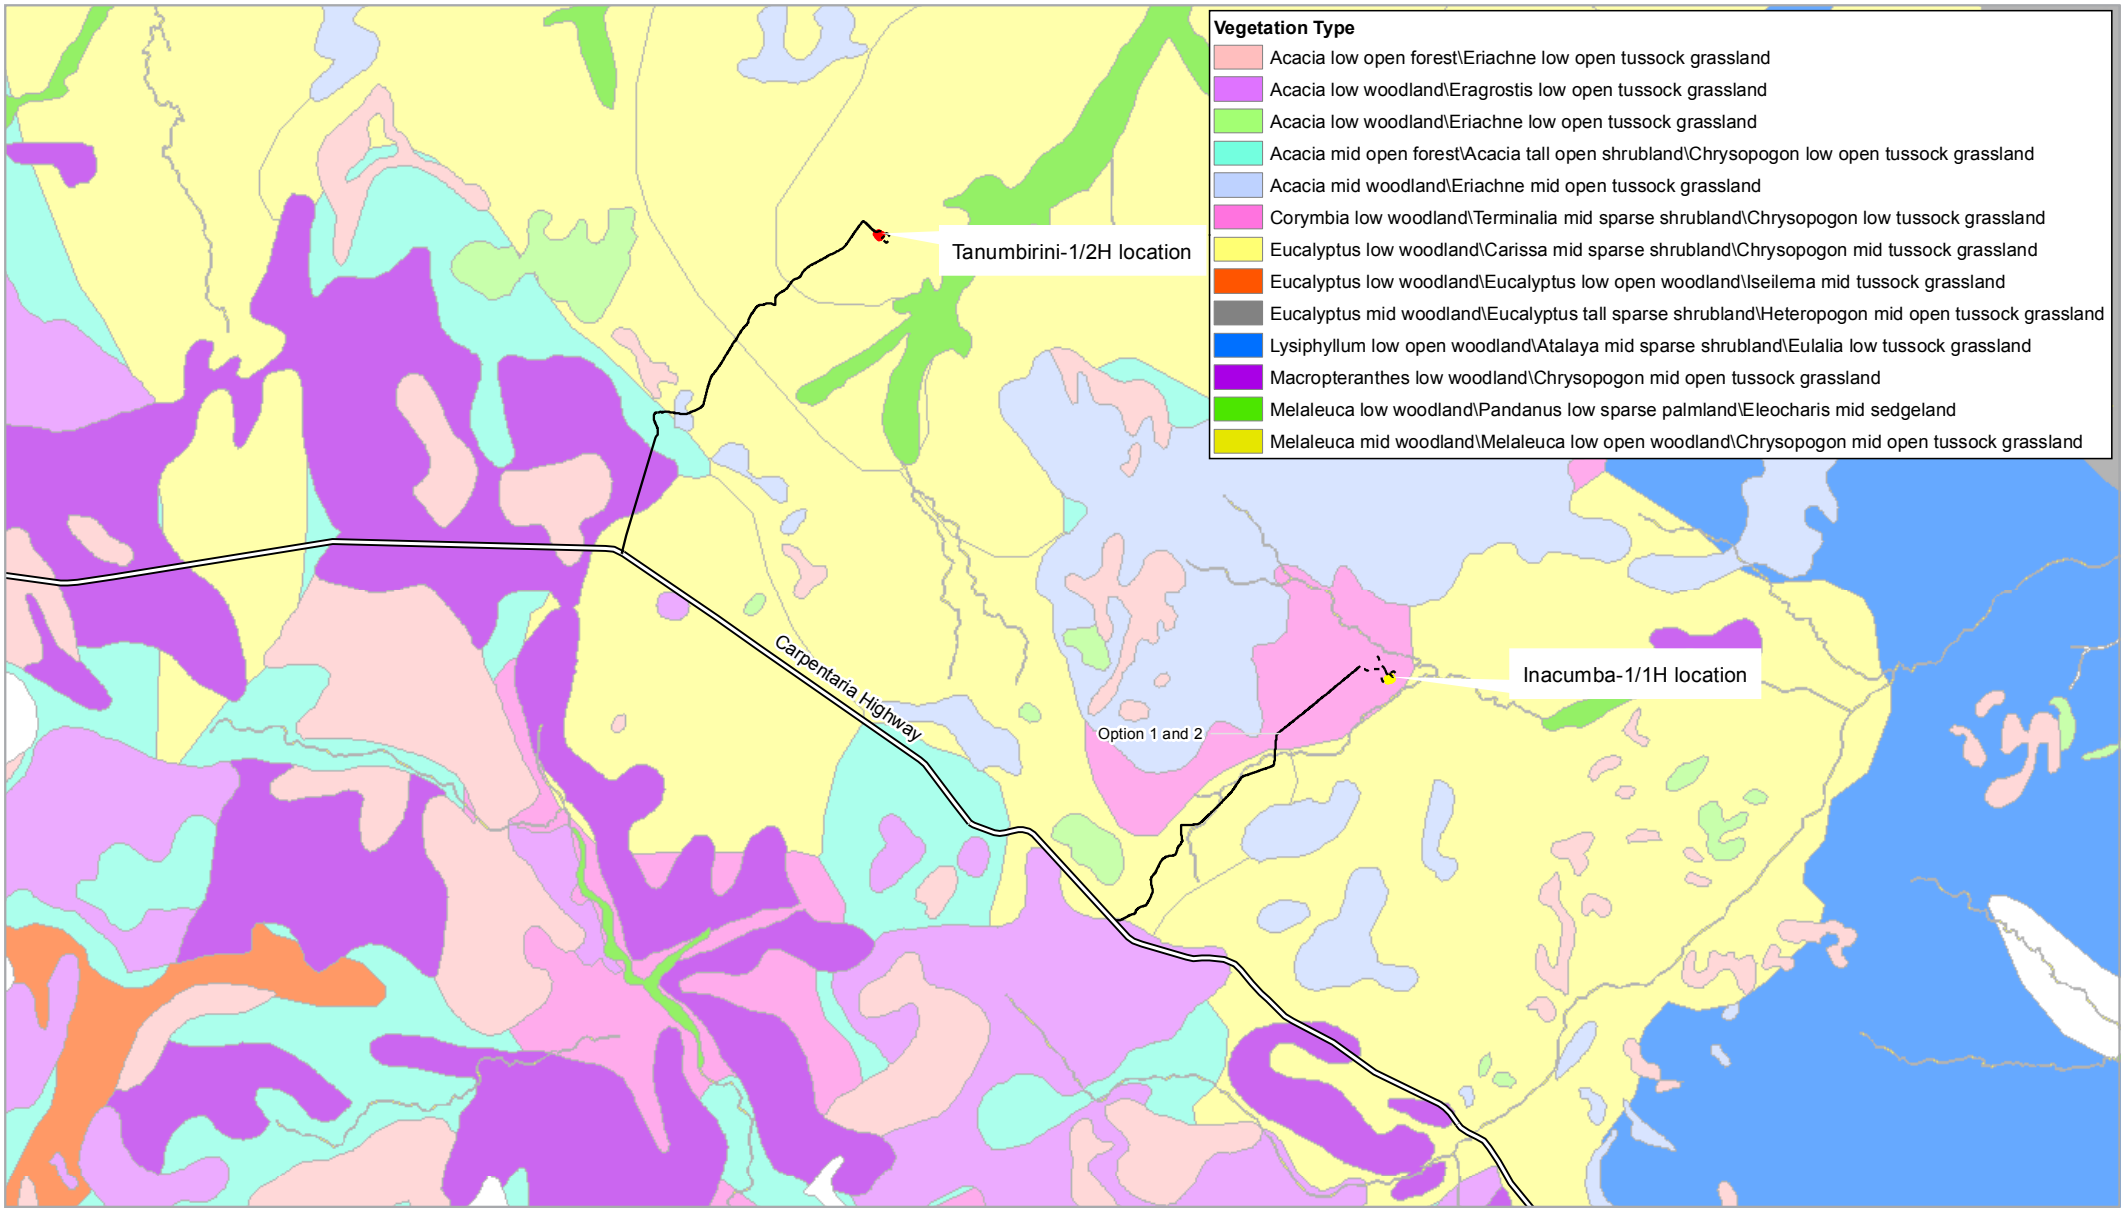 Vegetation Type
Acacia low open forest\Eriachne low open tussock grassland
Acacia low woodland\Eragrostis low open tussock grassland
Acacia low woodland\Eriachne low open tussock grassland
Acacia mid open forest\Acacia tall open shrubland\Chrysopogon low open tussock grassland
Acacia mid woodland\Eriachne mid open tussock grassland
Corymbia low woodland\Terminalia mid sparse shrubland\Chrysopogon low tussock grassland
Eucalyptus low woodland\Carissa mid sparse shrubland\Chrysopogon mid tussock grassland
Eucalyptus low woodland\Eucalyptus low open woodland\Iseilema mid tussock grassland
Eucalyptus mid woodland\Eucalyptus tall sparse shrubland\Heteropogon mid open tussock grassland
Lysiphyllum low open woodland\Atalaya mid sparse shrubland\Eulalia low tussock grassland
Macropteranthes low woodland\Chrysopogon mid open tussock grassland
Melaleuca low woodland\Pandanus low sparse palmland\Eleocharis mid sedgeland
Melaleuca mid woodland\Melaleuca low open woodland\Chrysopogon mid open tussock grassland
Tanumbirini-1/2H location
Carpentaria Highway
Inacumba-1/1H location
Option 1 and 2